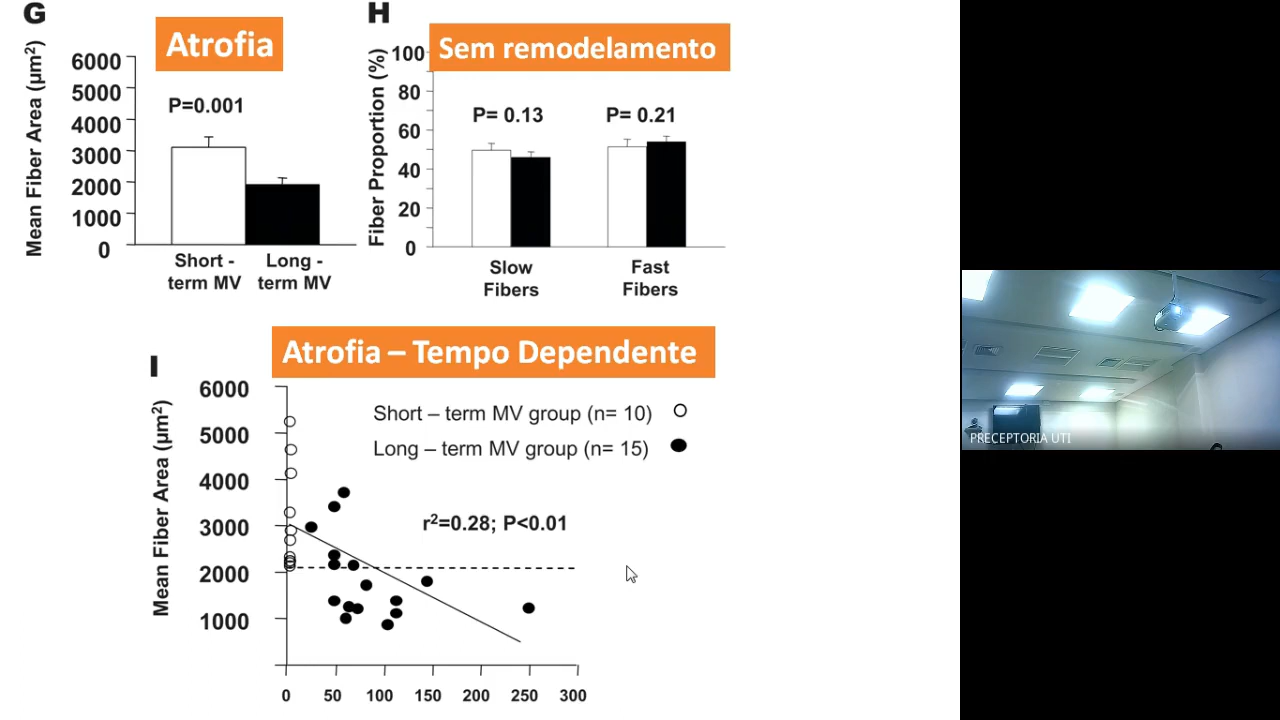 G
Atrofia
Mean Fiber Area (µm²)
6000
5000
4000
3000
2000
1000
0
P=0.001
Short -
term MV
Long -
term MV
H
Sem remodelamento
Fiber Proportion (%)
100
80
60
40
20
0
P= 0.13
P= 0.21
Slow
Fibers
Fast
Fibers
I
Atrofia – Tempo Dependente
Mean Fiber Area (µm²)
6000
5000
4000
3000
2000
1000
Short – term MV group (n= 10)
Long – term MV group (n= 15)
r²=0.28; P<0.01
0 50 100 150 200 250 300
PRECEPTORIA UTI